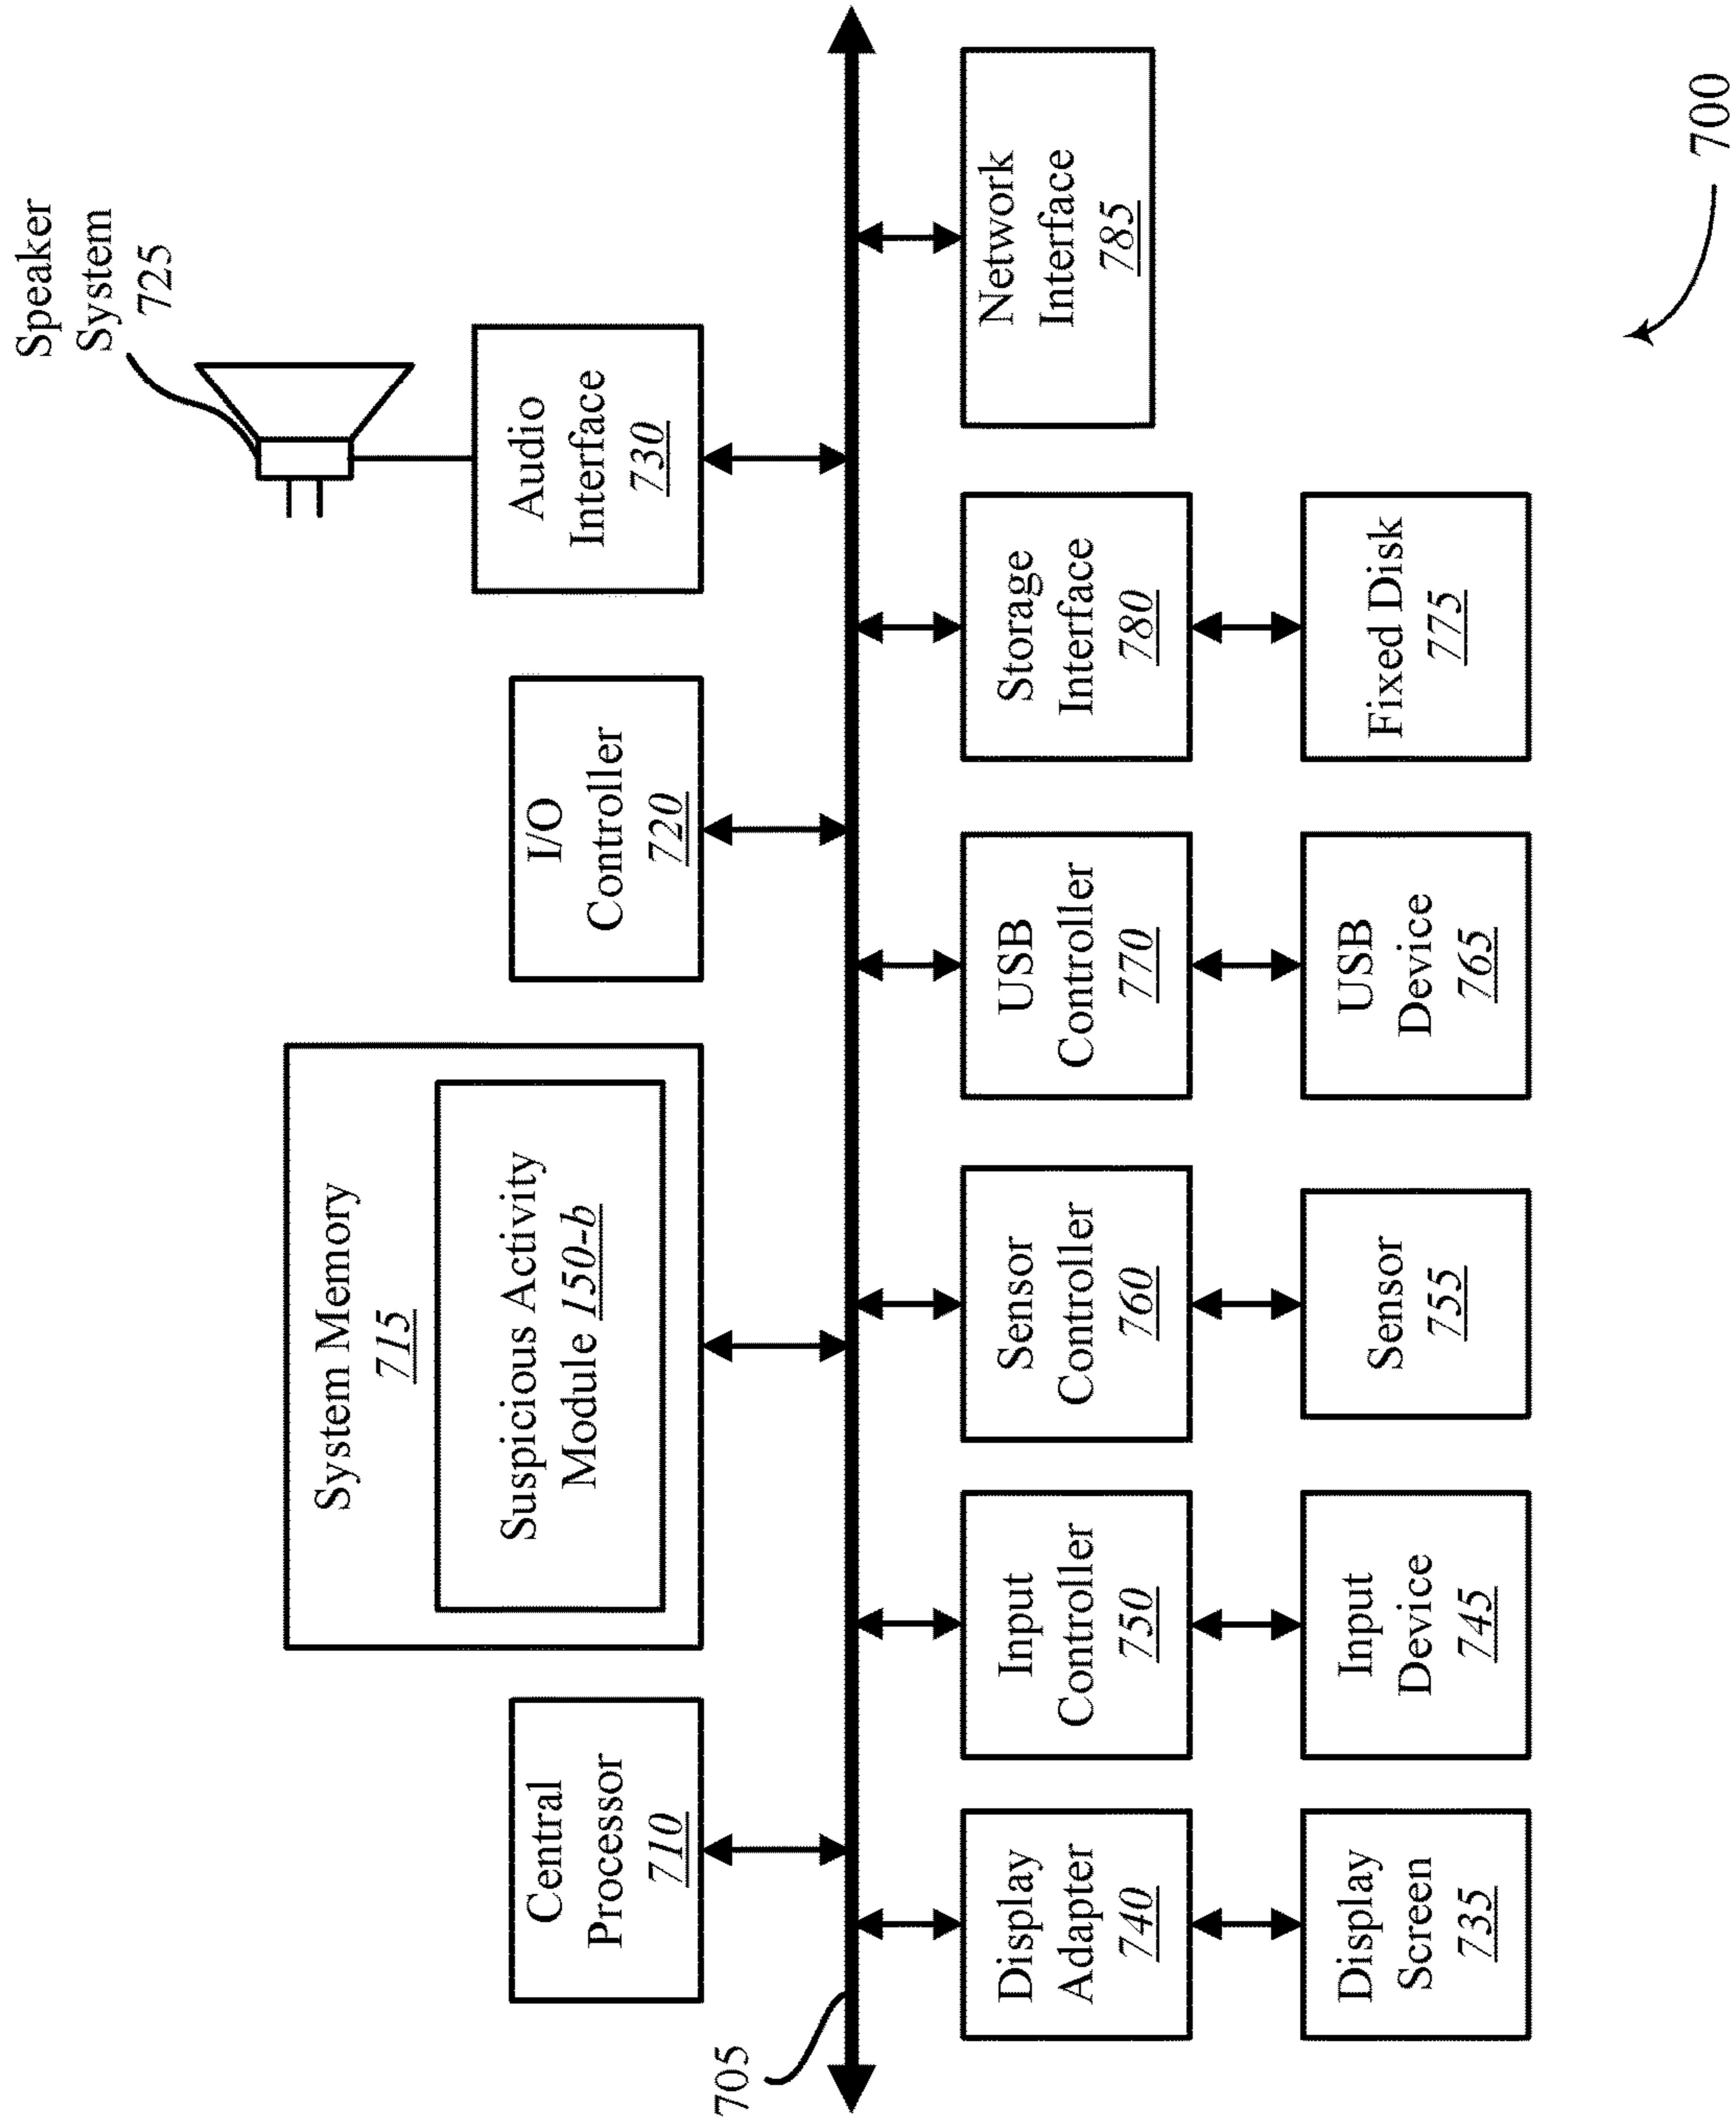 Speaker
System
725
Central
Processor
710
System Memory
715
Suspicious Activity
Module 150-b
I/O
Controller
720
Audio
Interface
730
705
Display
Adapter
740
Input
Controller
750
Sensor
Controller
760
USB
Controller
770
Storage
Interface
780
Network
Interface
785
Display
Screen
735
Input
Device
745
Sensor
755
USB
Device
765
Fixed Disk
775
700